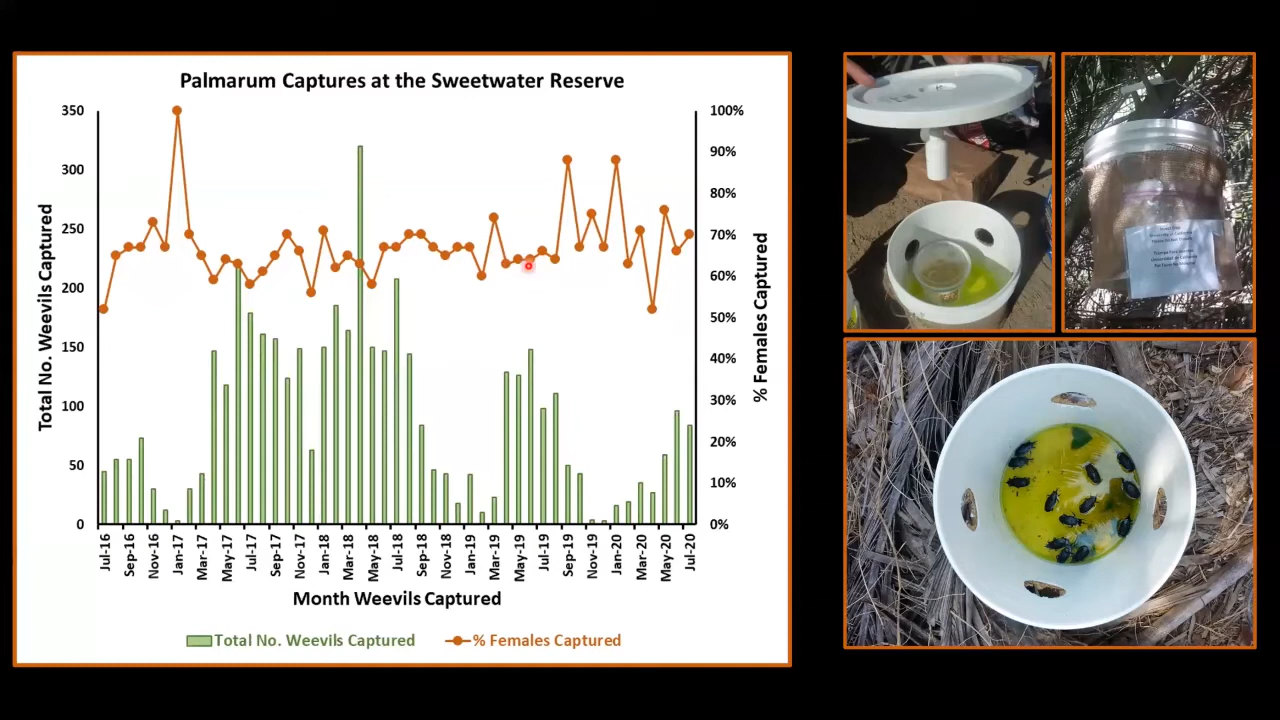 Palmarum Captures at the Sweetwater Reserve
350
300
250
200
150
100
50
0
Total No. Weevils Captured
100%
90%
80%
70%
60%
50%
40%
30%
20%
10%
0%
% Females Captured
Jul-16
Sep-16
Nov-16
Jan-17
Mar-17
May-17
Jul-17
Sep-17
Nov-17
Jan-18
Mar-18
May-18
Jul-18
Sep-18
Nov-18
Jan-19
Mar-19
May-19
Jul-19
Sep-19
Nov-19
Jan-20
Mar-20
May-20
Jul-20
Month Weevils Captured
Total No. Weevils Captured
% Females Captured
University of California